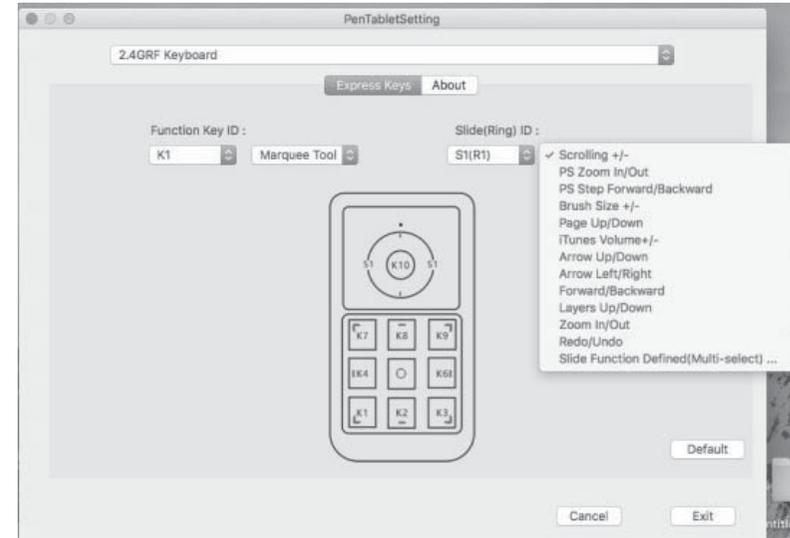 PenTabletSetting
2.4GRF Keyboard
Express Keys About
Function Key ID :
Slide(Ring) ID :
K1 Marquee Tool S1(R1)
✓ Scrolling +/-
PS Zoom In/Out
PS Step Forward/Backward
Brush Size +/-
Page Up/Down
iTunes Volume+/-
Arrow Up/Down
Arrow Left/Right
Forward/Backward
Layers Up/Down
Zoom In/Out
Redo/Undo
Slide Function Defined(Multi-select) ...
S1 K10 S1
K7 K8 K9
K4 K6
K1 K2 K3
Default
Cancel Exit